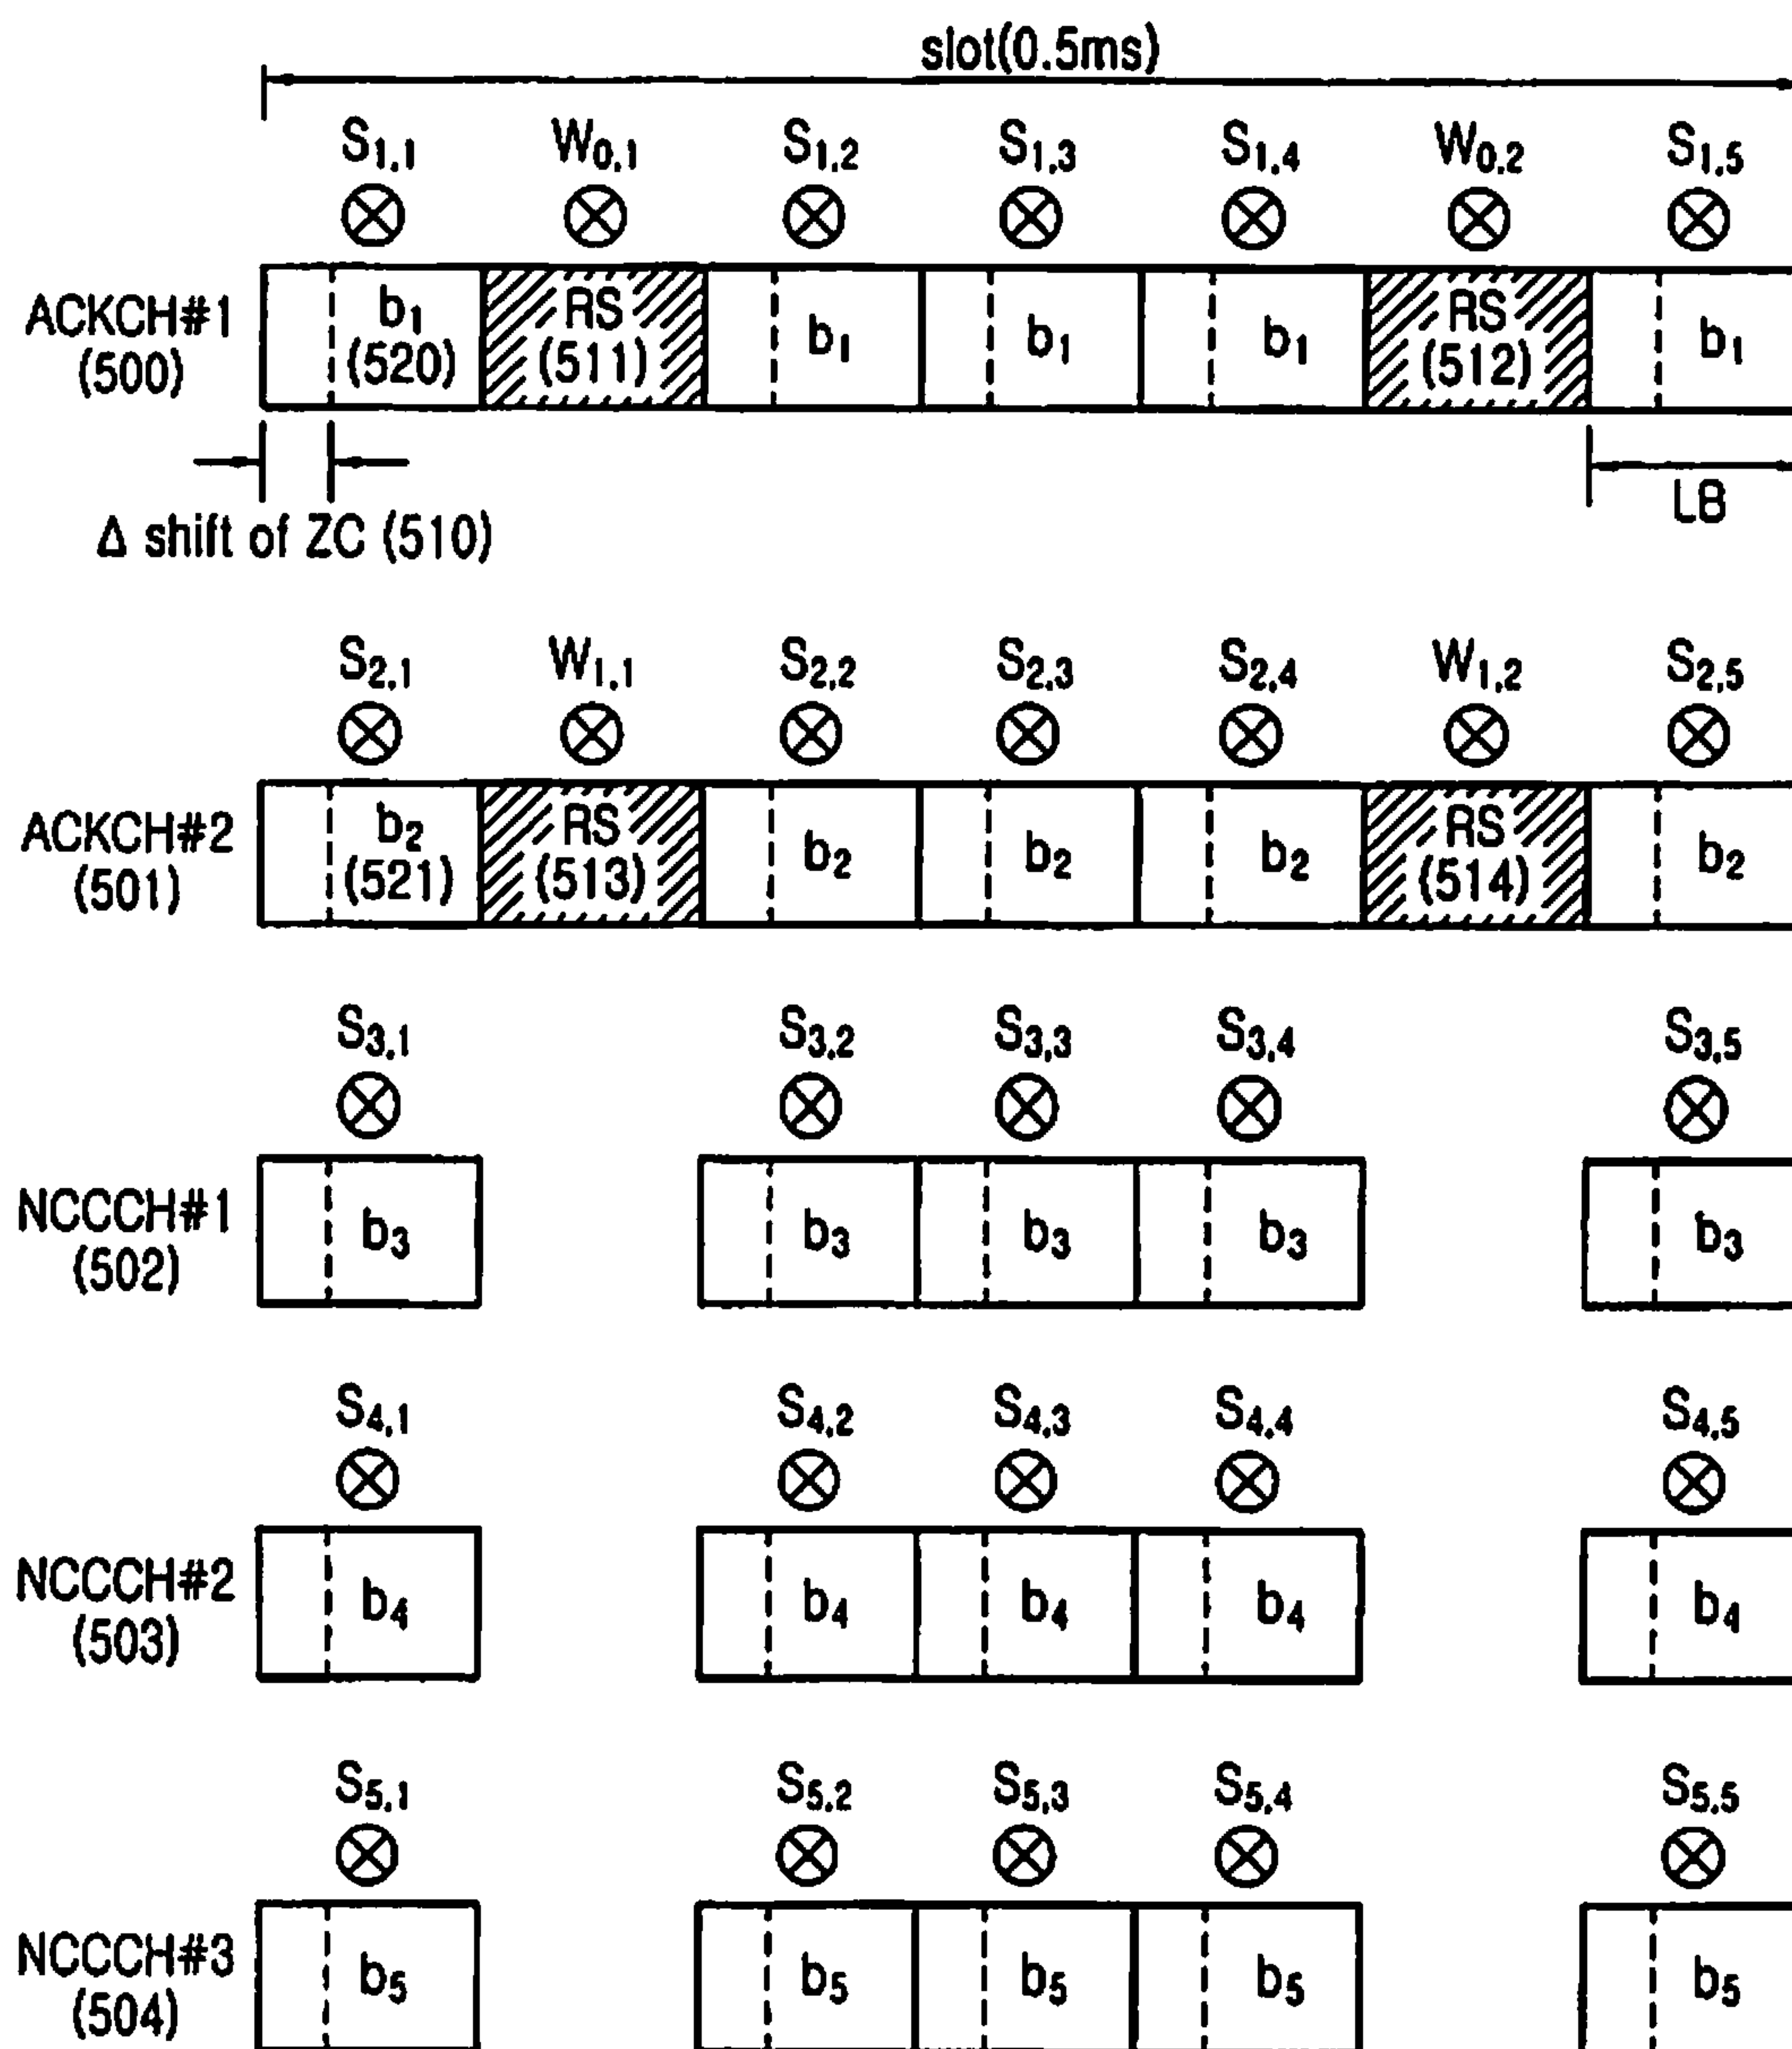 slot(0.5ms)
S1,1 W0,1 S1,2 S1,3 S1,4 W0,2 S1,5
ACKCH#1
(500)
b1
(520)
RS
(511)
b1 b1 b1
RS
(512)
b1
Δ shift of ZC (510)
LB
S2,1 W1,1 S2,2 S2,3 S2,4 W1,2 S2,5
ACKCH#2
(501)
b2
(521)
RS
(513)
b2 b2 b2
RS
(514)
b2
S3,1 S3,2 S3,3 S3,4 S3,5
NCCCH#1
(502)
b3 b3 b3 b3 b3
S4,1 S4,2 S4,3 S4,4 S4,5
NCCCH#2
(503)
b4 b4 b4 b4 b4
S5,1 S5,2 S5,3 S5,4 S5,5
NCCCH#3
(504)
b5 b5 b5 b5 b5